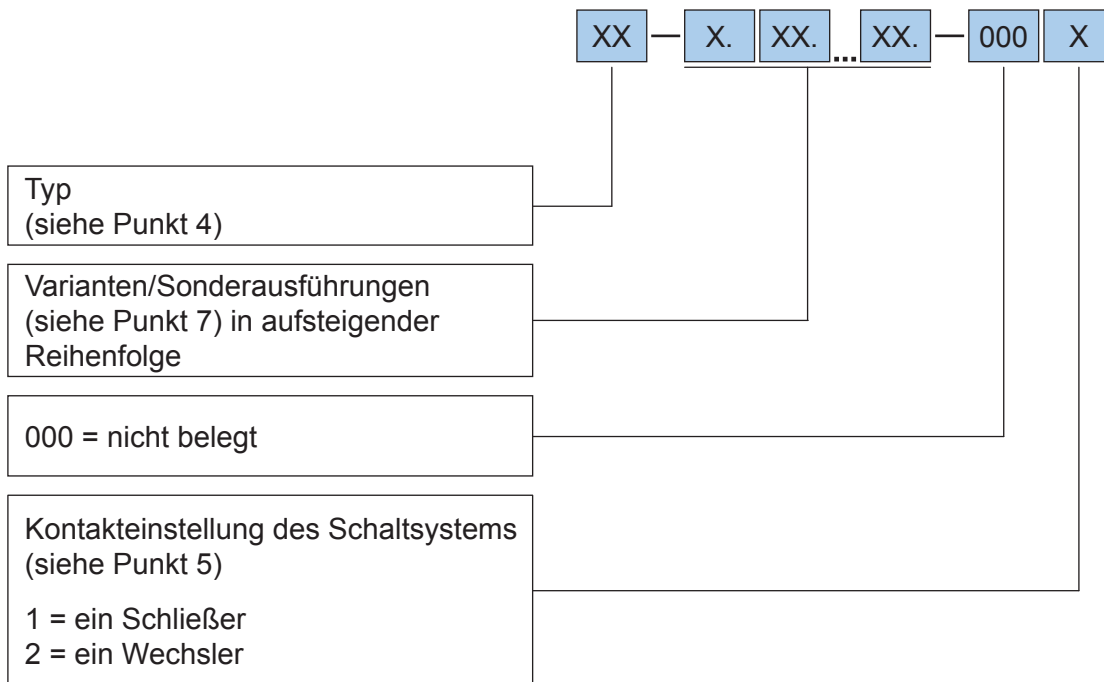 XX — X. XX. ... XX. — 000 X
Typ
(siehe Punkt 4)
Varianten/Sonderausführungen
(siehe Punkt 7) in aufsteigender
Reihenfolge
000 = nicht belegt
Kontakteinstellung des Schaltsystems
(siehe Punkt 5)
1 = ein Schließer
2 = ein Wechsler